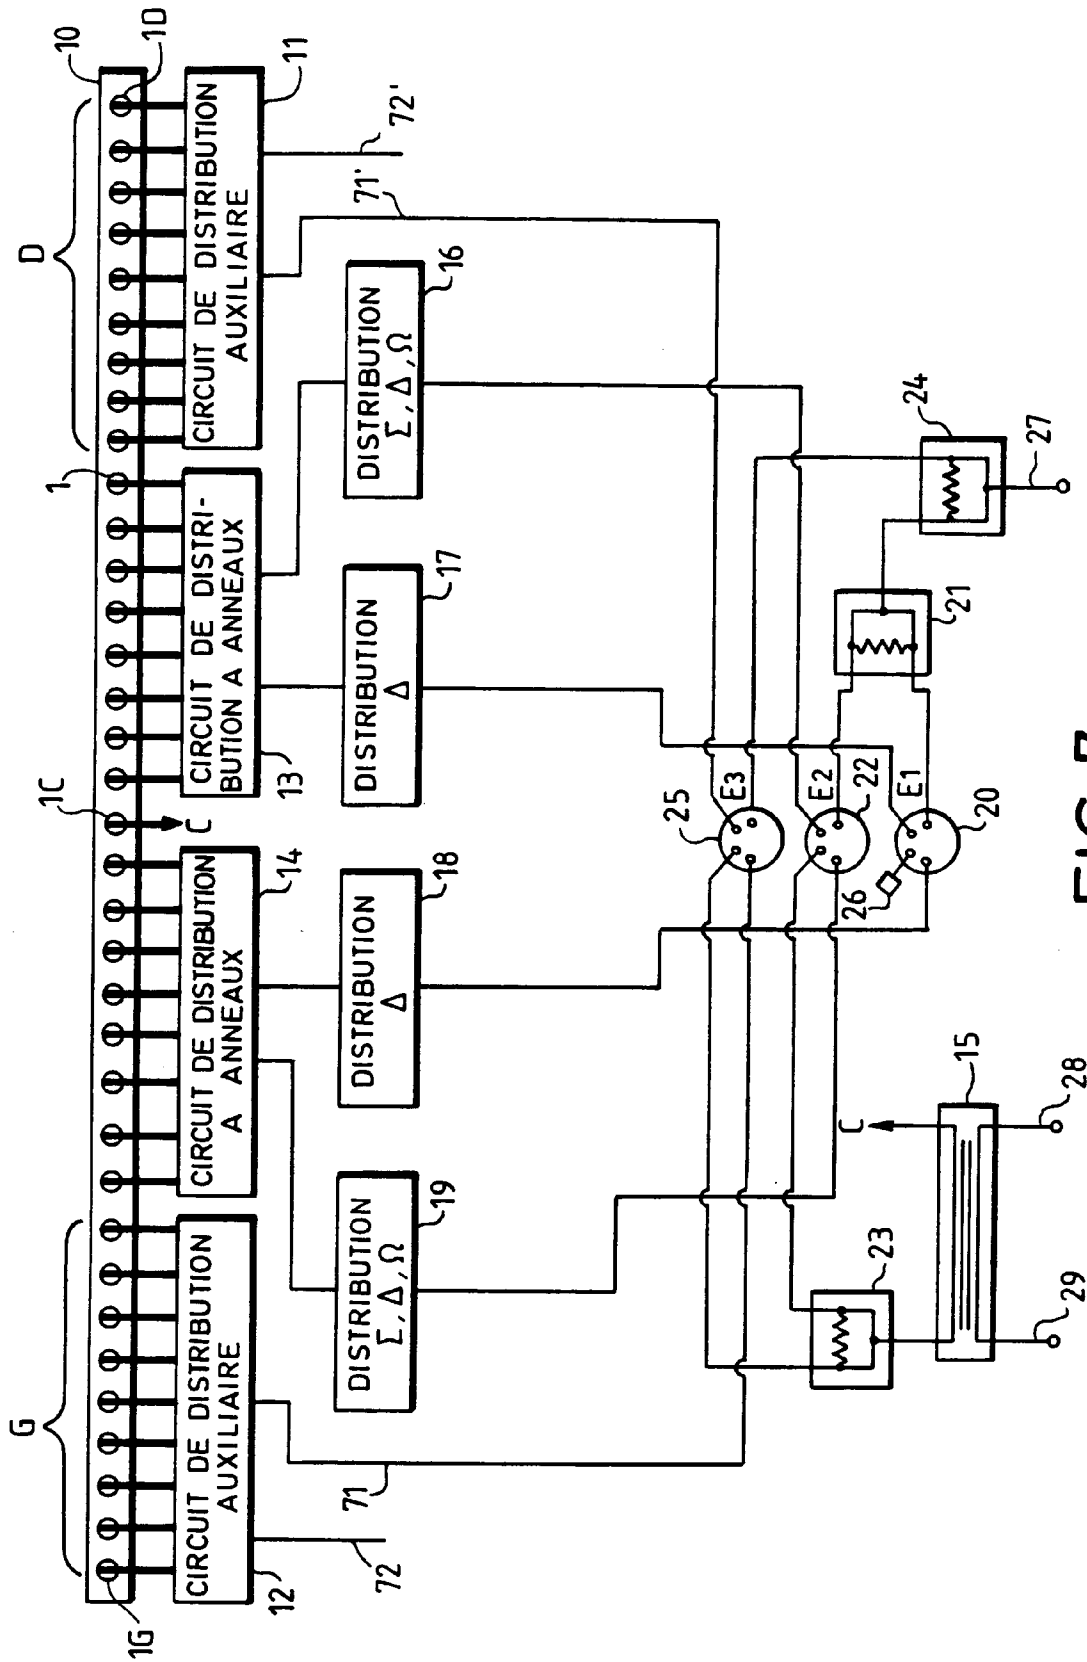 G
D
1G
1C
1
10
1D
CIRCUIT DE DISTRIBUTION
AUXILIAIRE
12
CIRCUIT DE DISTRIBUTION
A ANNEAUX
14
C
CIRCUIT DE DISTRI-
BUTION A ANNEAUX
13
CIRCUIT DE DISTRIBUTION
AUXILIAIRE
11
72
71
71'
72'
DISTRIBUTION
Σ, Δ, Ω
19
DISTRIBUTION
Δ
18
DISTRIBUTION
Δ
17
DISTRIBUTION
Σ, Δ, Ω
16
25
E3
E2
22
E1
20
26
23
C
15
21
24
27
29
28